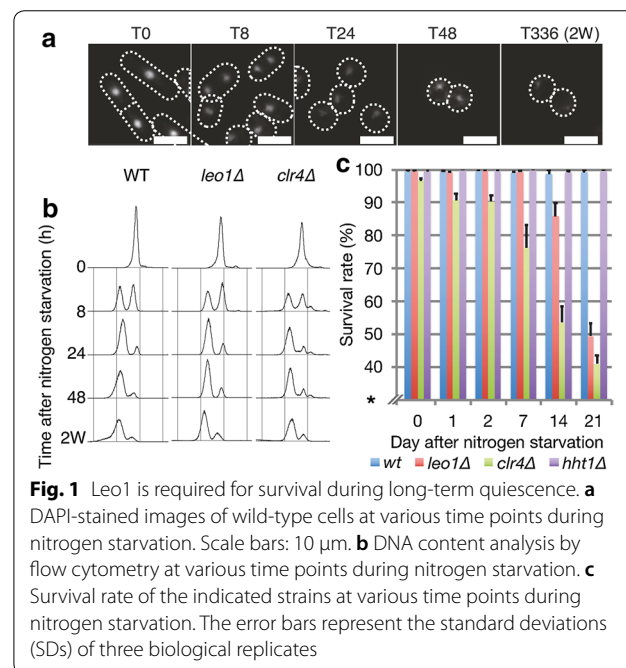 a
T0 T8 T24 T48 T336 (2W)
WT leo1Δ clr4Δ
b
Time after nitrogen starvation (h)
0
8
24
48
2W
c
Survival rate (%)
100
90
80
70
60
50
40
*
0 1 2 7 14 21
Day after nitrogen starvation
wt leo1Δ clr4Δ hht1Δ
Fig. 1 Leo1 is required for survival during long-term quiescence. a
DAPI-stained images of wild-type cells at various time points during
nitrogen starvation. Scale bars: 10 μm. b DNA content analysis by
flow cytometry at various time points during nitrogen starvation. c
Survival rate of the indicated strains at various time points during
nitrogen starvation. The error bars represent the standard deviations
(SDs) of three biological replicates